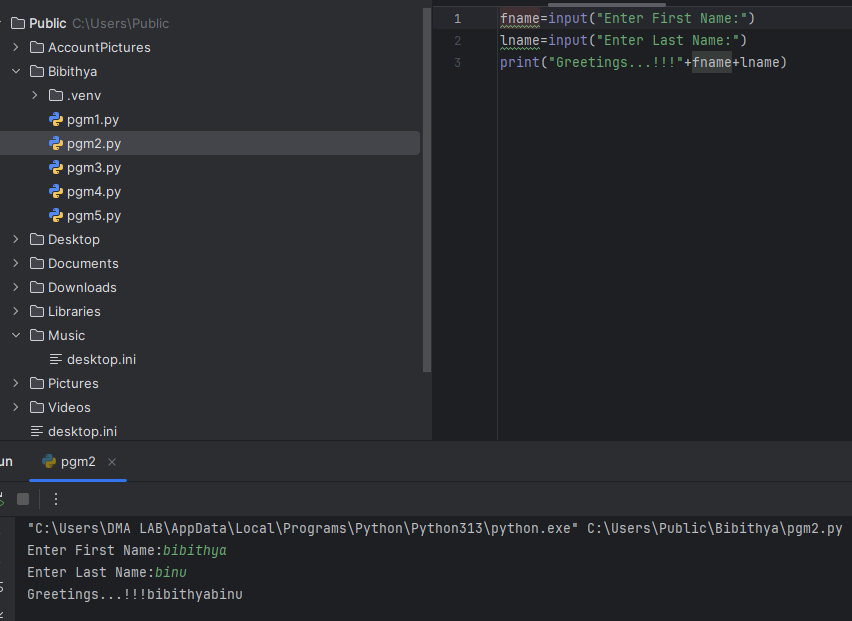 Public C:\Users\Public
AccountPictures
Bibithya
.venv
pgm1.py
pgm2.py
pgm3.py
pgm4.py
pgm5.py
Desktop
Documents
Downloads
Libraries
Music
desktop.ini
Pictures
Videos
desktop.ini
1 fname=input("Enter First Name:")
2 lname=input("Enter Last Name:")
3 print("Greetings...!!!"+fname+lname)
un pgm2
"C:\Users\DMA LAB\AppData\Local\Programs\Python\Python313\python.exe" C:\Users\Public\Bibithya\pgm2.py
Enter First Name:bibithya
Enter Last Name:binu
Greetings...!!!bibithyabinu